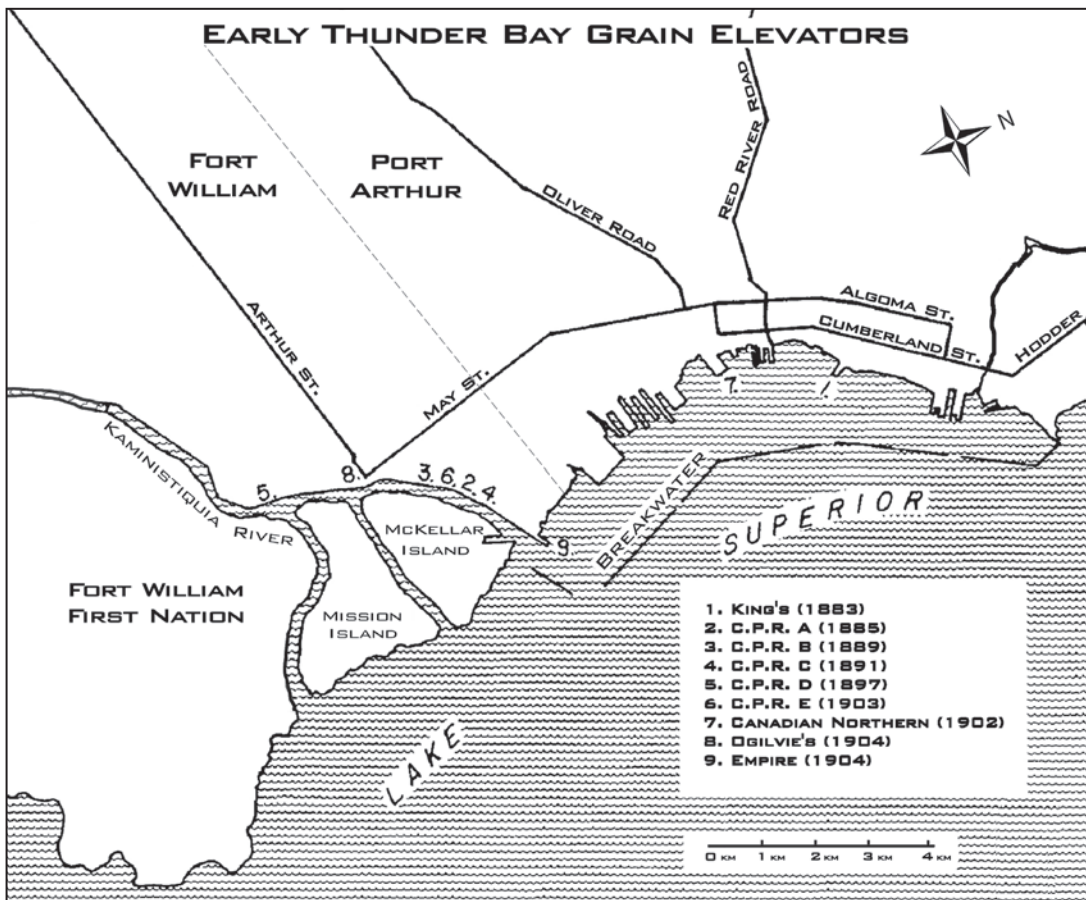 EARLY THUNDER BAY GRAIN ELEVATORS
N
FORT
WILLIAM
PORT
ARTHUR
OLIVER ROAD
RED RIVER ROAD
ALGOMA ST.
CUMBERLAND ST.
HODDER
ARTHUR ST.
MAY ST.
7.
1.
KAMINISTIQUIA
RIVER
5.
8.
3. 6. 2. 4.
9.
BREAKWATER
MCKELLAR
ISLAND
MISSION
ISLAND
FORT WILLIAM
FIRST NATION
LAKE
SUPERIOR
1. KING'S (1883)
2. C.P.R. A (1885)
3. C.P.R. B (1889)
4. C.P.R. C (1891)
5. C.P.R. D (1897)
6. C.P.R. E (1903)
7. CANADIAN NORTHERN (1902)
8. OGILVIE'S (1904)
9. EMPIRE (1904)
0 KM 1 KM 2 KM 3 KM 4 KM